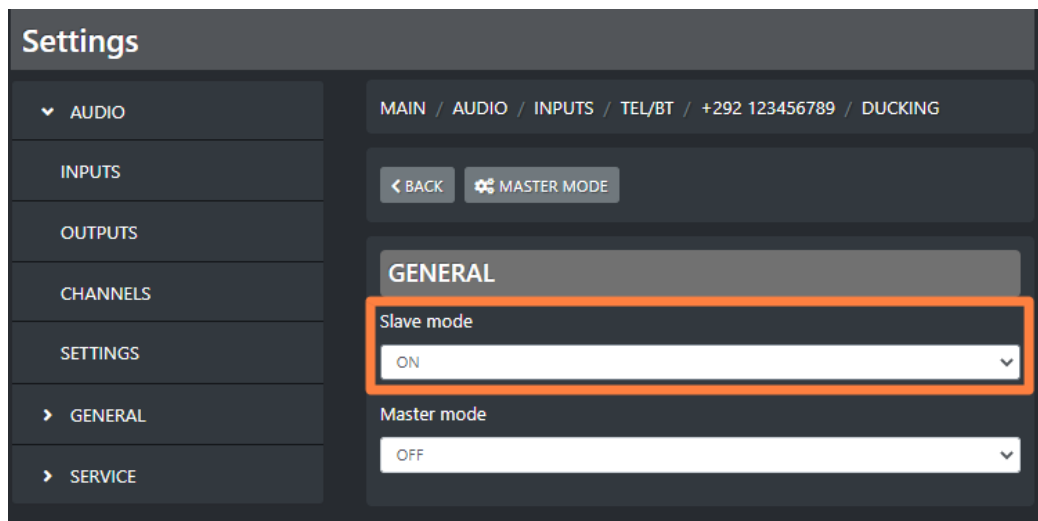 Settings
AUDIO
INPUTS
OUTPUTS
CHANNELS
SETTINGS
GENERAL
SERVICE
MAIN / AUDIO / INPUTS / TEL/BT / +292 123456789 / DUCKING
BACK MASTER MODE
GENERAL
Slave mode
ON
Master mode
OFF